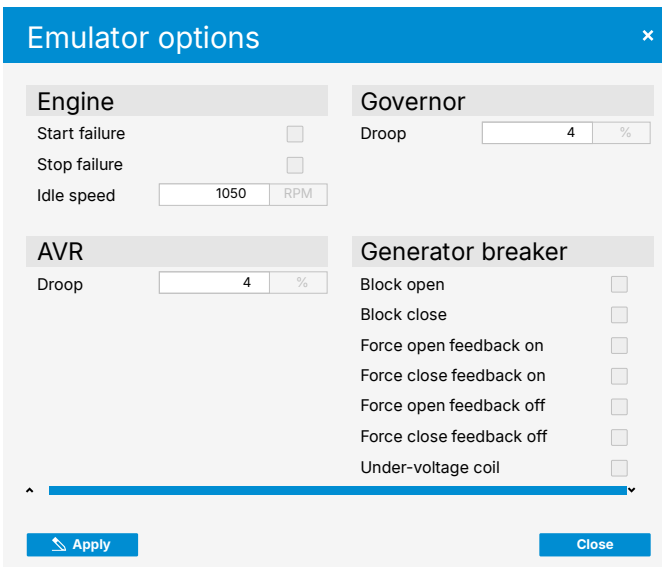 Emulator options
Engine
Start failure
Stop failure
Idle speed 1050 RPM
Governor
Droop 4 %
AVR
Droop 4 %
Generator breaker
Block open
Block close
Force open feedback on
Force close feedback on
Force open feedback off
Force close feedback off
Under-voltage coil
Apply
Close